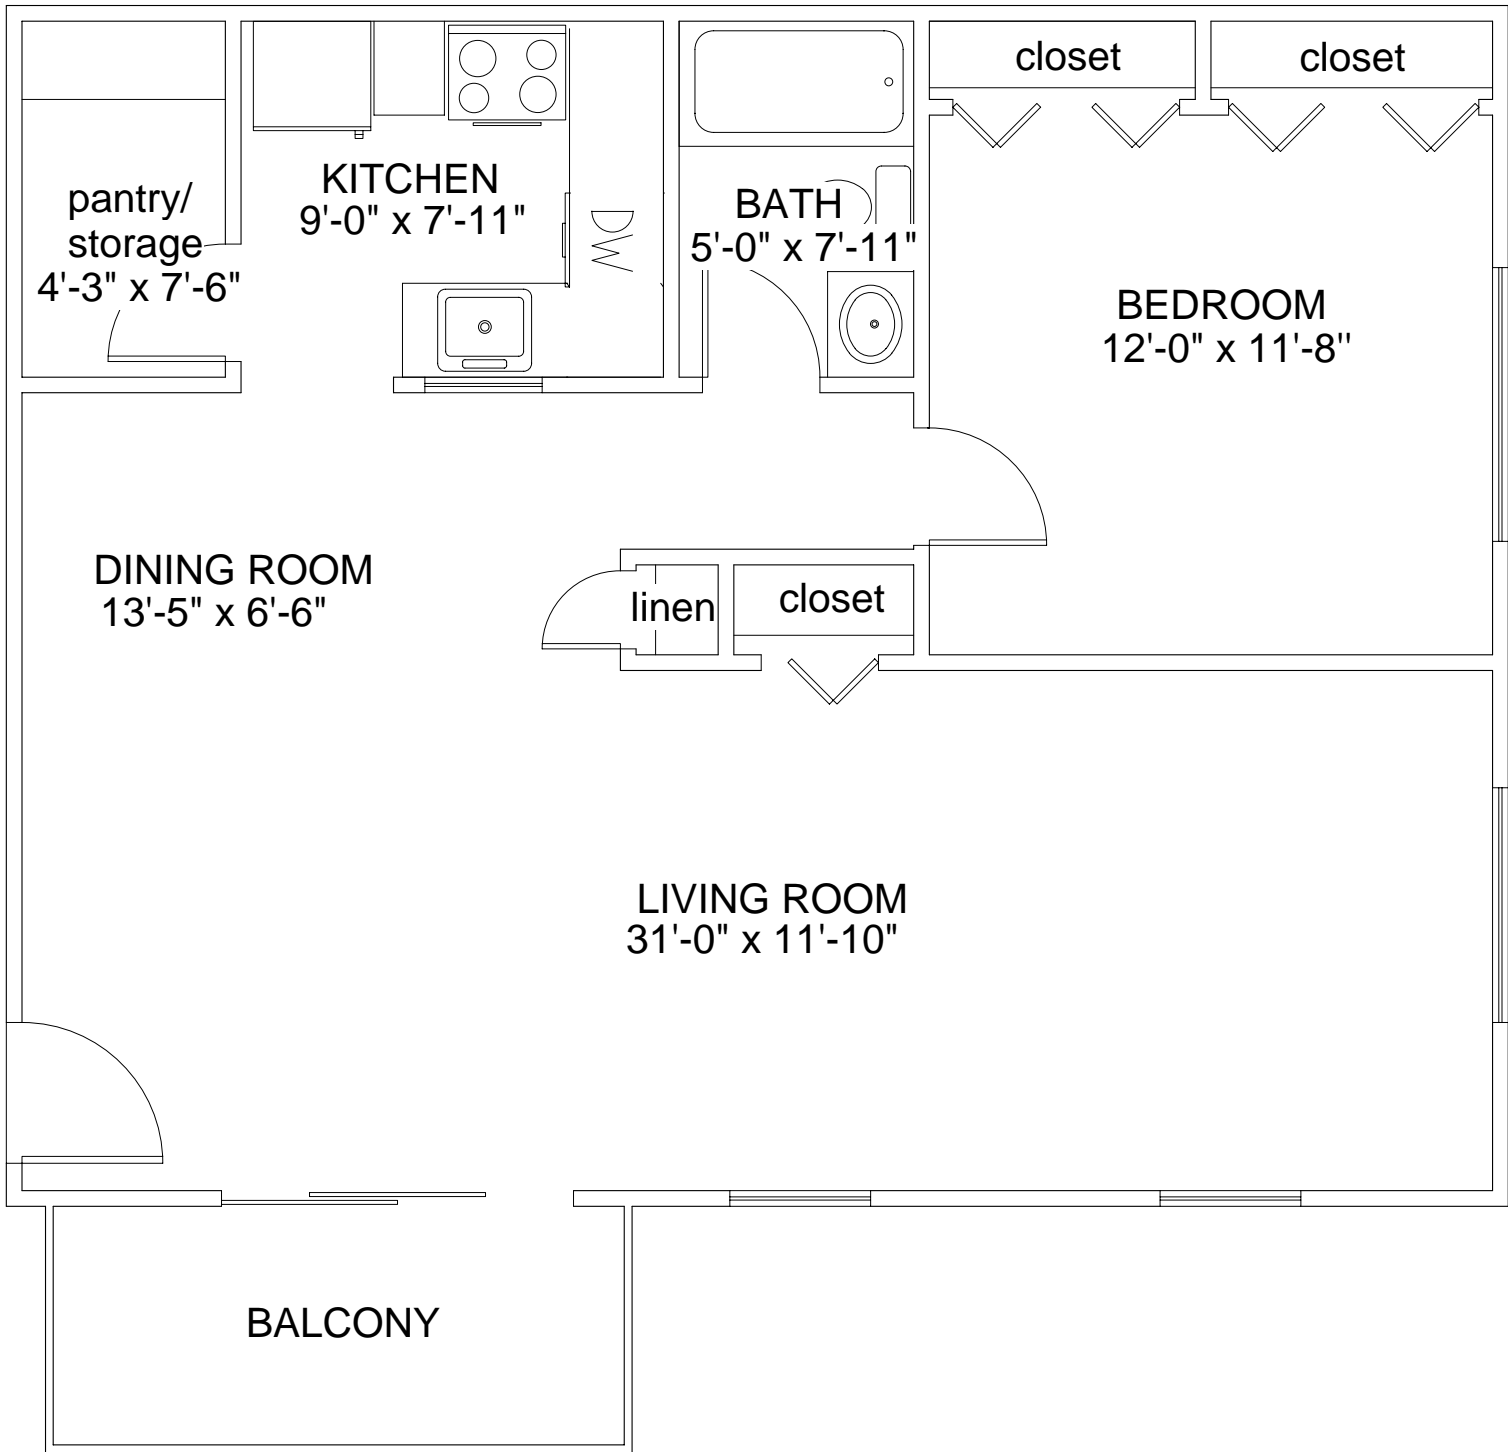 closet
closet
KITCHEN
9'-0" x 7'-11"
pantry/
storage
4'-3" x 7'-6"
DW
BATH
5'-0" x 7'-11"
BEDROOM
12'-0" x 11'-8"
DINING ROOM
13'-5" x 6'-6"
linen
closet
LIVING ROOM
31'-0" x 11'-10"
BALCONY